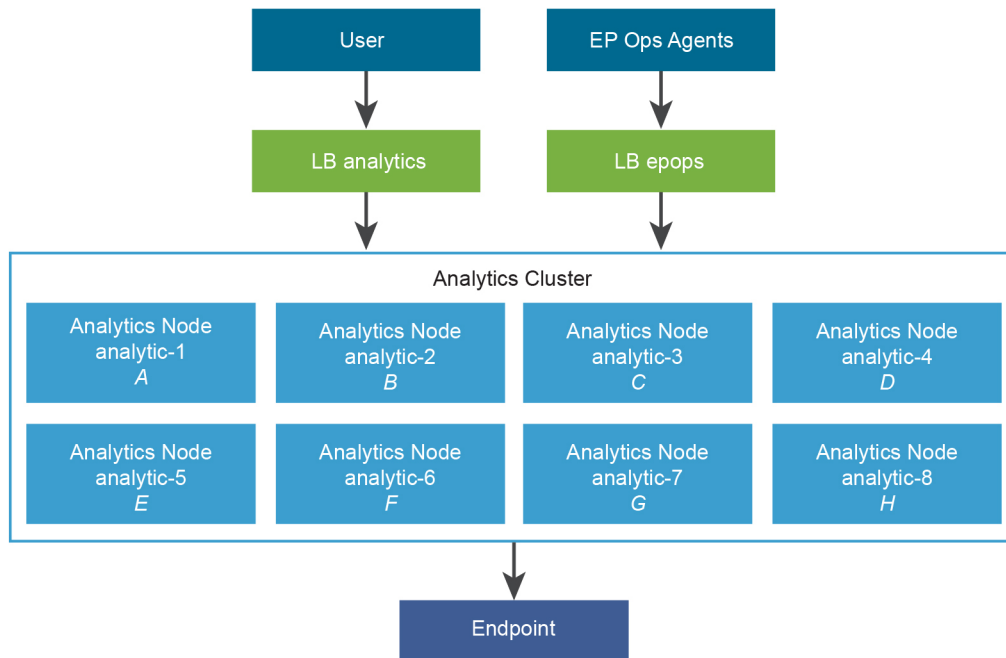 User
EP Ops Agents
LB analytics
LB epops
Analytics Cluster
Analytics Node
analytic-1
A
Analytics Node
analytic-2
B
Analytics Node
analytic-3
C
Analytics Node
analytic-4
D
Analytics Node
analytic-5
E
Analytics Node
analytic-6
F
Analytics Node
analytic-7
G
Analytics Node
analytic-8
H
Endpoint